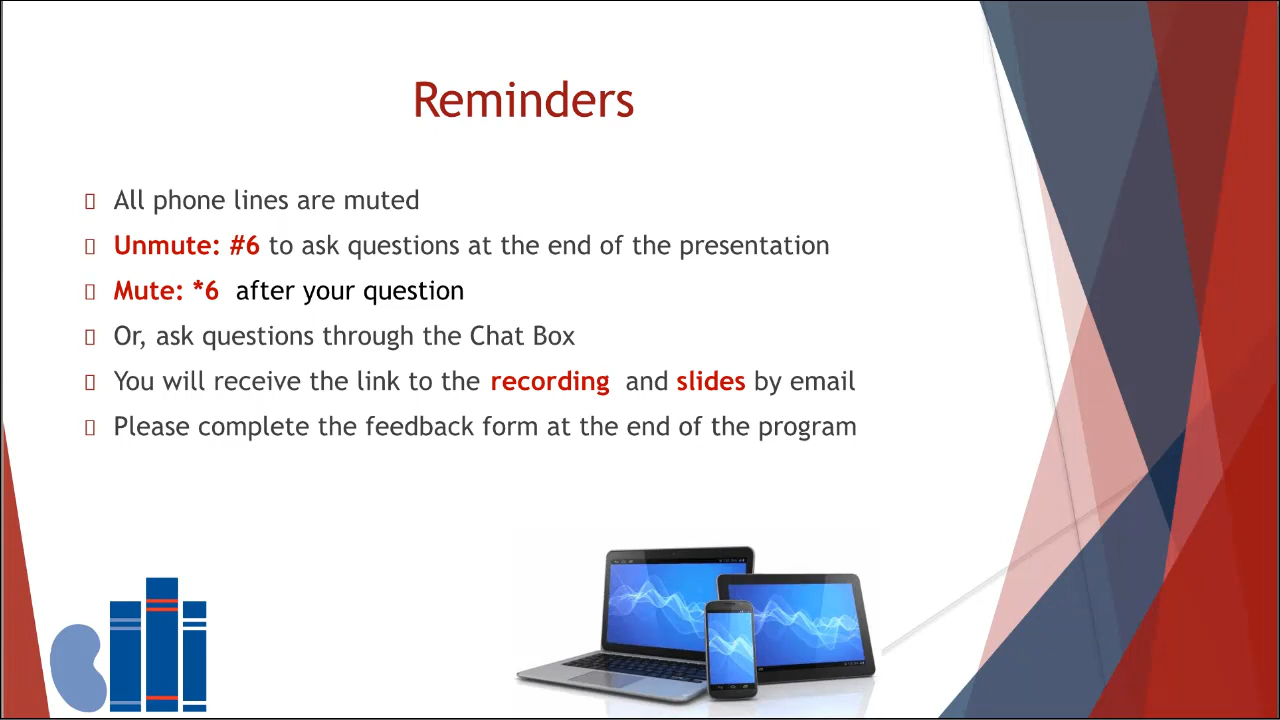 Reminders
All phone lines are muted
Unmute: #6 to ask questions at the end of the presentation
Mute: *6 after your question
Or, ask questions through the Chat Box
You will receive the link to the recording and slides by email
Please complete the feedback form at the end of the program